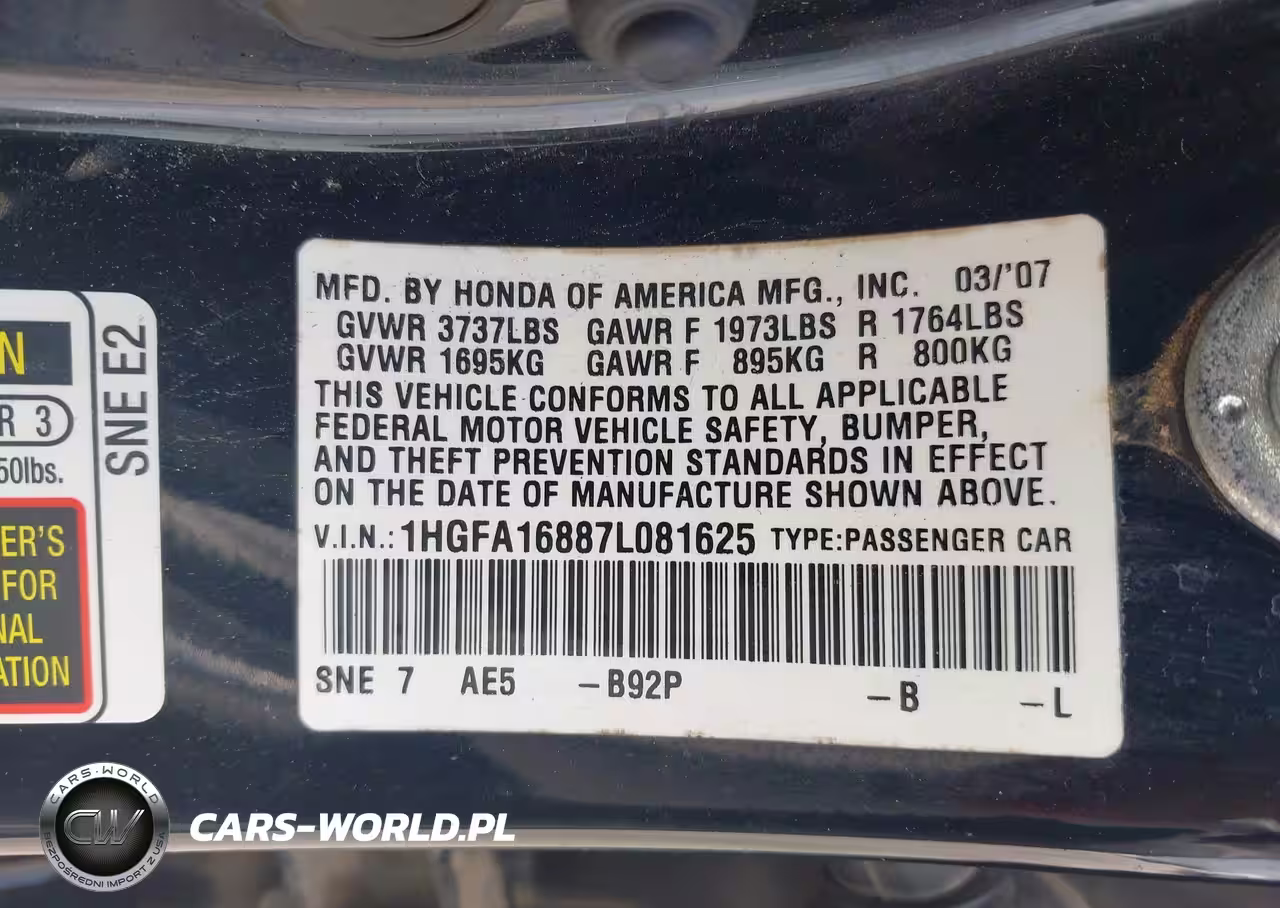 MFD. BY HONDA OF AMERICA MFG., INC. 03/'07
GVWR 3737LBS GAWR F 1973LBS R 1764LBS
GVWR 1695KG GAWR F 895KG R 800KG
THIS VEHICLE CONFORMS TO ALL APPLICABLE
FEDERAL MOTOR VEHICLE SAFETY, BUMPER,
AND THEFT PREVENTION STANDARDS IN EFFECT
ON THE DATE OF MANUFACTURE SHOWN ABOVE.
V.I.N.: 1HGFA16887L081625 TYPE:PASSENGER CAR
SNE 7 AE5 -B92P -B -L
N
R 3
50lbs.
ER'S
FOR
NAL
ATION
SNE E2
CARS-WORLD
CW
BEZPOŚREDNI IMPORT Z USA
CARS-WORLD.PL